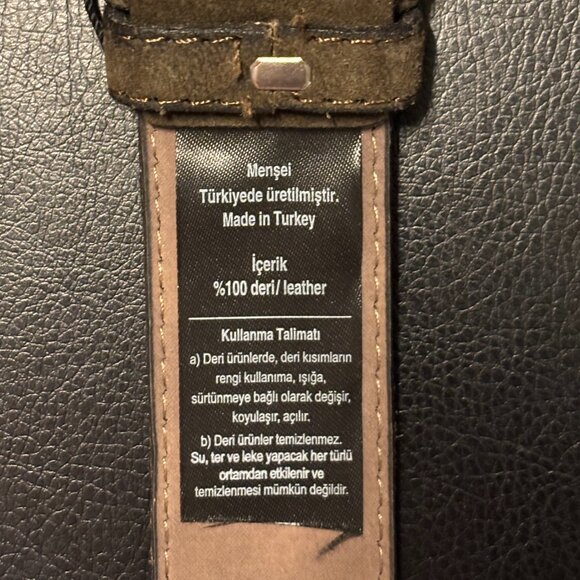 Menşei
Türkiyede üretilmiştir.
Made in Turkey
İçerik
%100 deri/ leather
Kullanma Talimatı
a) Deri ürünlerde, deri kısımların
rengi kullanıma, ışığa,
sürtünmeye bağlı olarak değişir,
koyulaşır, açılır.
b) Deri ürünler temizlenmez.
Su, ter ve leke yapacak her türlü
ortamdan etkilenir ve
temizlenmesi mümkün değildir.